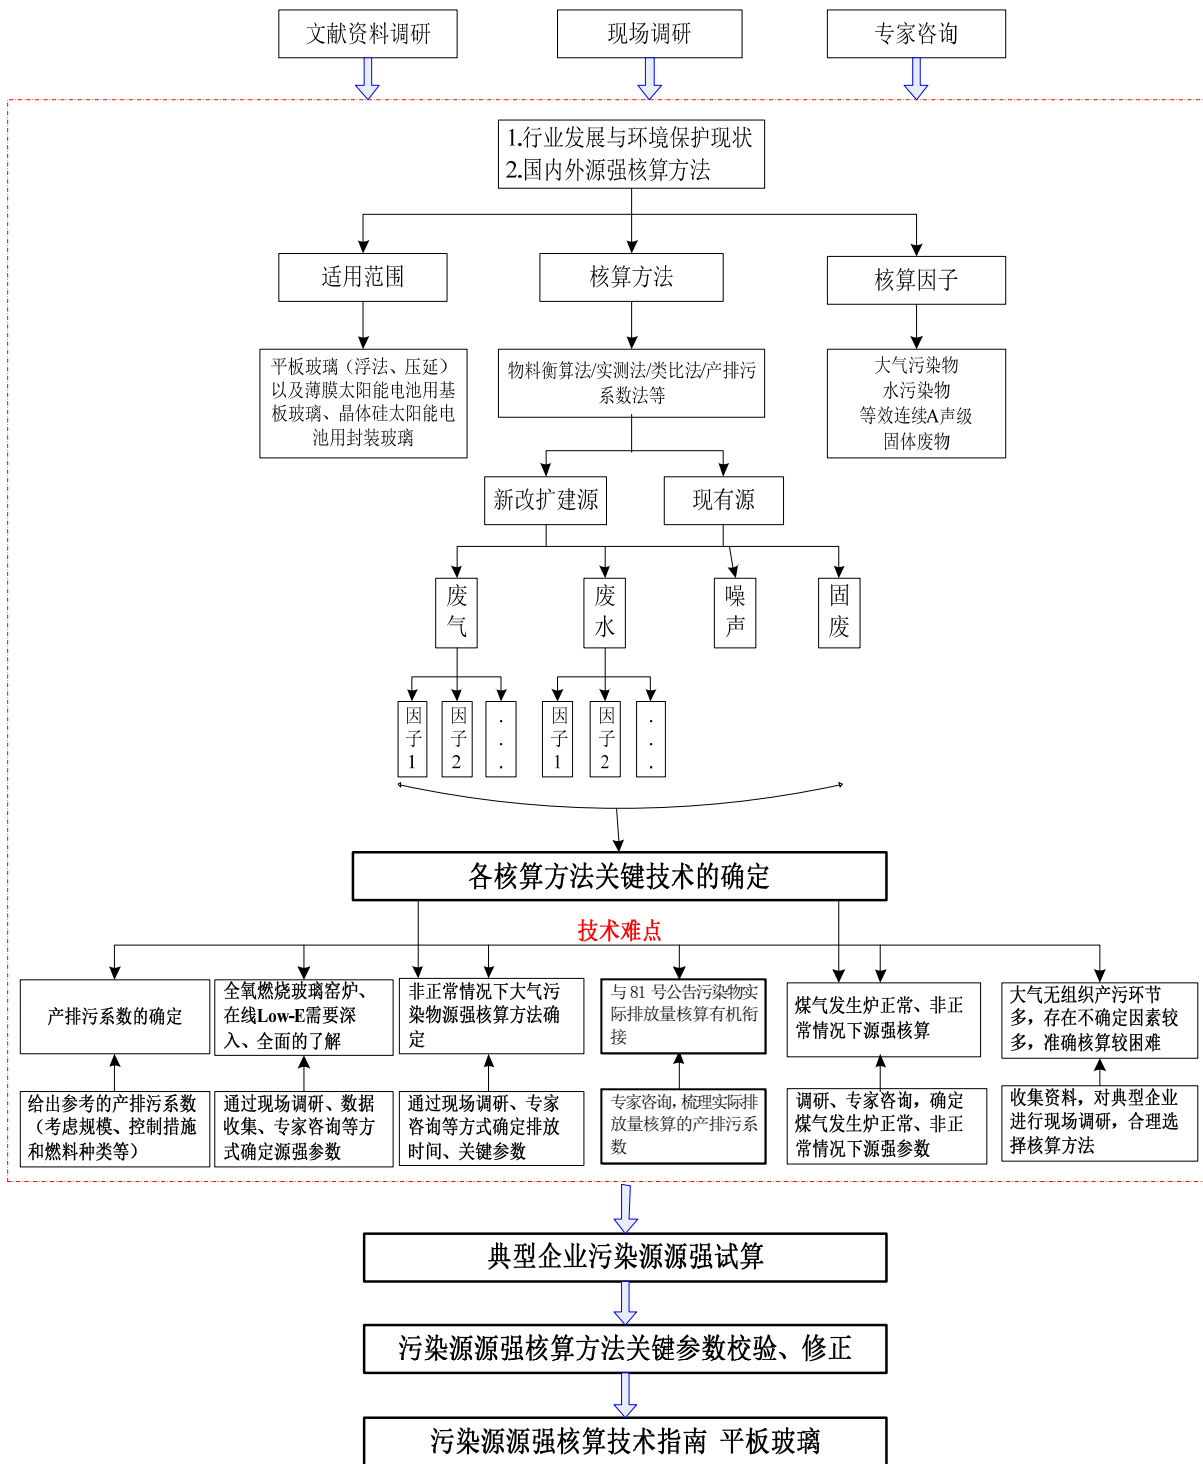 文献资料调研
现场调研
专家咨询
1.行业发展与环境保护现状
2.国内外源强核算方法
适用范围
核算方法
核算因子
平板玻璃（浮法、压延）
以及薄膜太阳能电池用基
板玻璃、晶体硅太阳能电
池用封装玻璃
物料衡算法/实测法/类比法/产排污
系数法等
大气污染物
水污染物
等效连续A声级
固体废物
新改扩建源
现有源
废气
废水
噪声
固废
因子1
因子2
...
因子1
因子2
...
各核算方法关键技术的确定
技术难点
产排污系数的确定
全氧燃烧玻璃窑炉、
在线Low-E需要深
入、全面的了解
非正常情况下大气污
染物源强核算方法确
定
与 81 号公告污染物实
际排放量核算有机衔
接
煤气发生炉正常、非正
常情况下源强核算
大气无组织产污环节
多，存在不确定因素较
多，准确核算较困难
给出参考的产排污系数
（考虑规模、控制措施
和燃料种类等）
通过现场调研、数据
收集、专家咨询等方
式确定源强参数
通过现场调研、专家
咨询等方式确定排放
时间、关键参数
专家咨询，梳理实际排
放量核算的产排污系
数
调研、专家咨询，确定
煤气发生炉正常、非正
常情况下源强参数
收集资料，对典型企业
进行现场调研，合理选
择核算方法
典型企业污染源源强试算
污染源源强核算方法关键参数校验、修正
污染源源强核算技术指南 平板玻璃